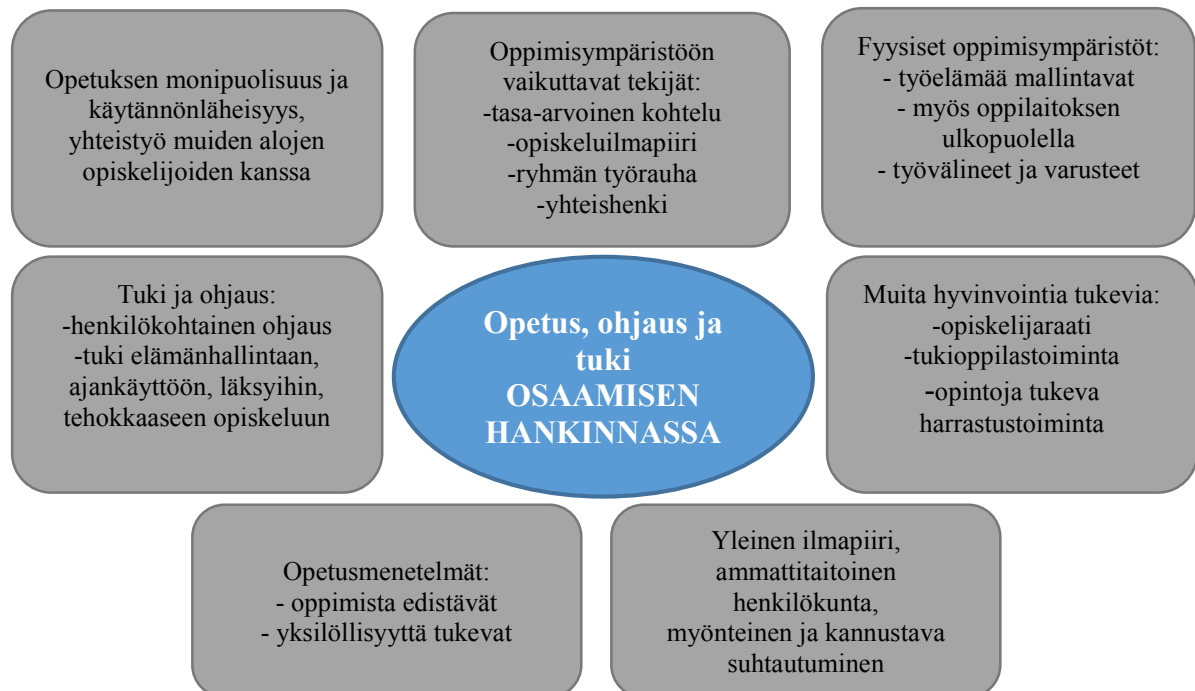 Opetuksen monipuolisuus ja
käytännönläheisyys,
yhteistyö muiden alojen
opiskelijoiden kanssa
Oppimisympäristöön
vaikuttavat tekijät:
-tasa-arvoinen kohtelu
-opiskeluilmapiiri
-ryhmän työrauha
-yhteishenki
Fyysiset oppimisympäristöt:
- työelämää mallintavat
- myös oppilaitoksen
ulkopuolella
- työvälineet ja varusteet
Tuki ja ohjaus:
-henkilökohtainen ohjaus
-tuki elämänhallintaan,
ajankäyttöön, läksyihin,
tehokkaaseen opiskeluun
Opetus, ohjaus ja
tuki
OSAAMISEN
HANKINNASSA
Muita hyvinvointia tukevia:
-opiskelijaraati
-tukioppilastoiminta
-opintoja tukeva
harrastustoiminta
Opetusmenetelmät:
- oppimista edistävät
- yksilöllisyyttä tukevat
Yleinen ilmapiiri,
ammattitaitoinen
henkilökunta,
myönteinen ja kannustava
suhtautuminen